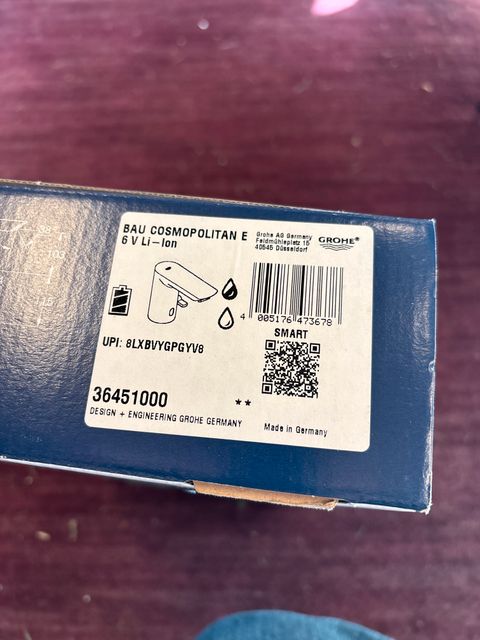 BAU COSMOPOLITAN E
6 V Li-Ion
Grohe AG Germany
Feldmühleplatz 15
40545 Düsseldorf
GROHE
4 005176 473678
SMART
UPI: 8LXBVYGPGYV8
36451000
**
DESIGN + ENGINEERING GROHE GERMANY
Made in Germany